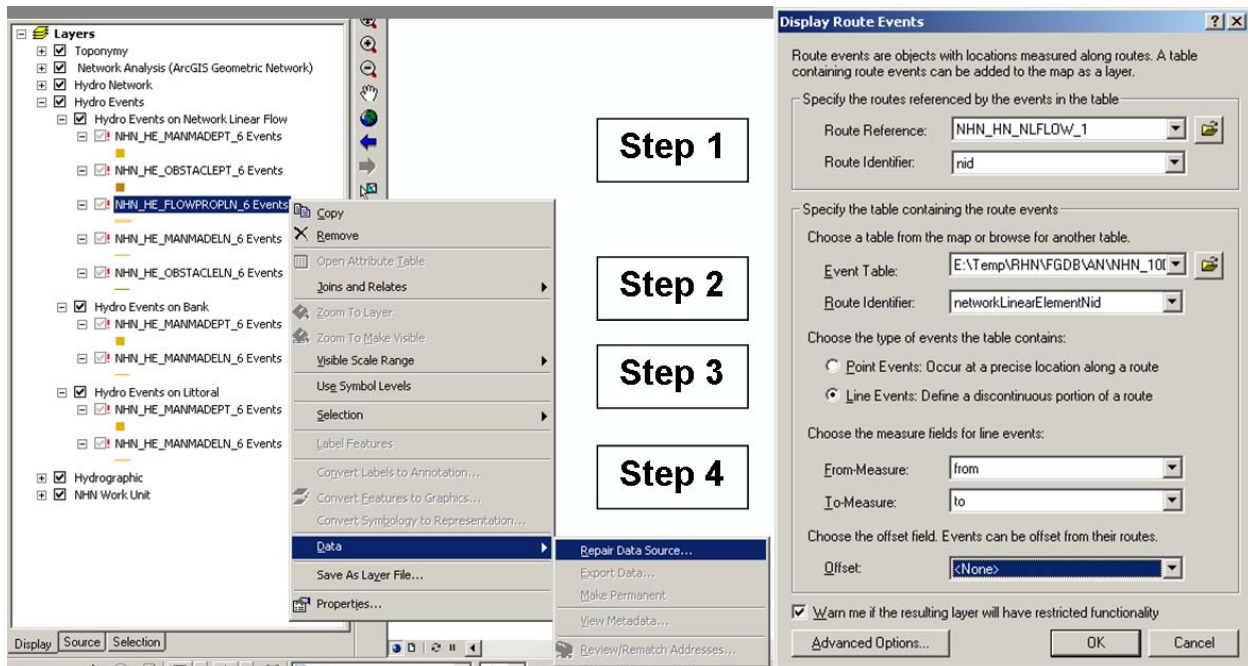 Layers
Toponymy
Network Analysis (ArcGIS Geometric Network)
Hydro Network
Hydro Events
Hydro Events on Network Linear Flow
NHN_HE_MANMADEPT_6 Events
NHN_HE_OBSTACLEPT_6 Events
NHN_HE_FLOWPROPLN_6 Events
NHN_HE_MANMADELN_6 Events
NHN_HE_OBSTACLELN_6 Events
Hydro Events on Bank
NHN_HE_MANMADEPT_6 Events
NHN_HE_MANMADELN_6 Events
Hydro Events on Littoral
NHN_HE_MANMADEPT_6 Events
NHN_HE_MANMADELN_6 Events
Hydrographic
NHN Work Unit
Display Source Selection
Copy
Remove
Open Attribute Table
Joins and Relates
Zoom To Layer
Zoom To Make Visible
Visible Scale Range
Use Symbol Levels
Selection
Label Features
Convert Labels to Annotation...
Convert Features to Graphics...
Convert Symbology to Representation...
Data
Save As Layer File...
Properties...
Repair Data Source...
Export Data...
Make Permanent
View Metadata...
Review/Rematch Addresses...
Step 1
Step 2
Step 3
Step 4
Display Route Events
Route events are objects with locations measured along routes. A table
containing route events can be added to the map as a layer.
Specify the routes referenced by the events in the table
Route Reference: NHN_HN_NLFLOW_1
Route Identifier: nid
Specify the table containing the route events
Choose a table from the map or browse for another table.
Event Table: E:\Temp\RHN\FGDB\AN\NHN_10(
Route Identifier: networkLinearElementNid
Choose the type of events the table contains:
Point Events: Occur at a precise location along a route
Line Events: Define a discontinuous portion of a route
Choose the measure fields for line events:
From-Measure: from
To-Measure: to
Choose the offset field. Events can be offset from their routes.
Offset: <None>
Warn me if the resulting layer will have restricted functionality
Advanced Options... OK Cancel